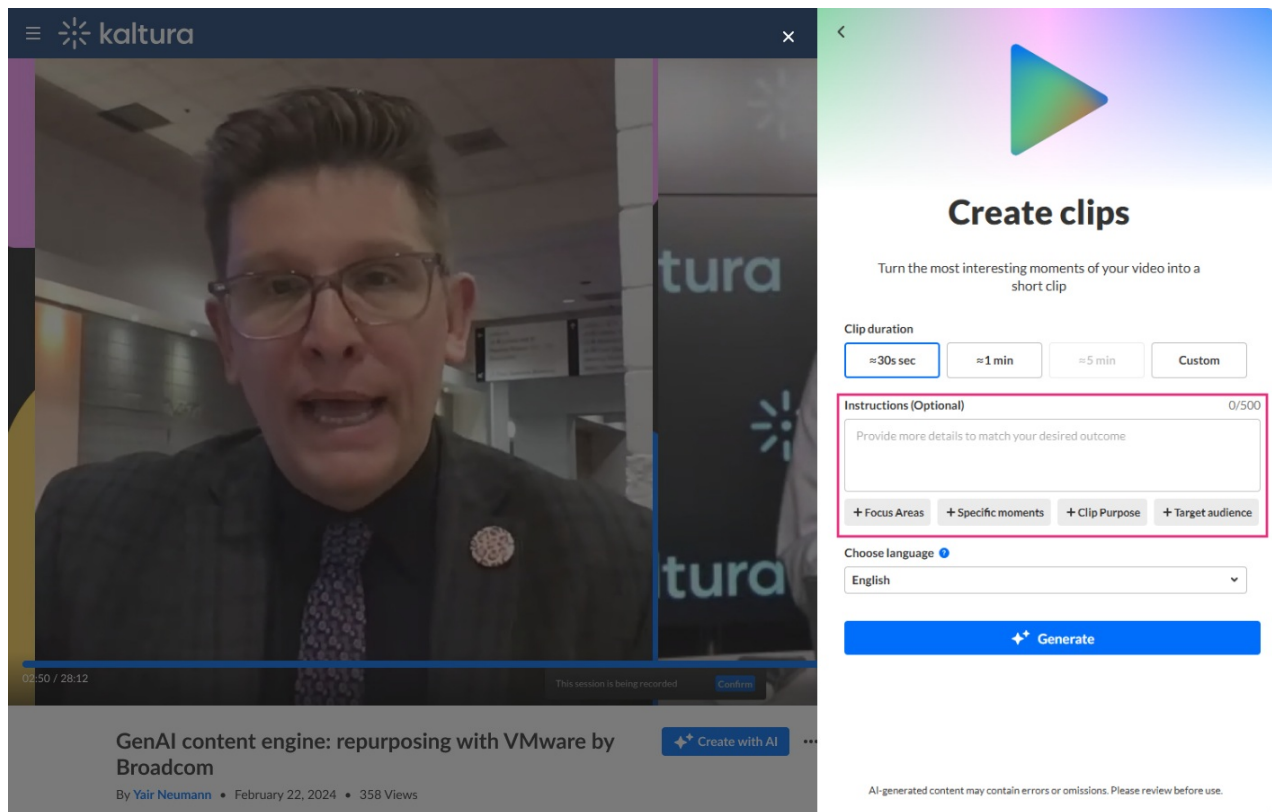 kaltura
tura
tura
02:50 / 28:12
This session is being recorded
Confirm
GenAI content engine: repurposing with VMware by
Broadcom
Create with AI
By Yair Neumann • February 22, 2024 • 358 Views
Create clips
Turn the most interesting moments of your video into a
short clip
Clip duration
≈30s sec
≈1 min
≈5 min
Custom
Instructions (Optional)
0/500
Provide more details to match your desired outcome
+ Focus Areas
+ Specific moments
+ Clip Purpose
+ Target audience
Choose language
English
Generate
AI-generated content may contain errors or omissions. Please review before use.